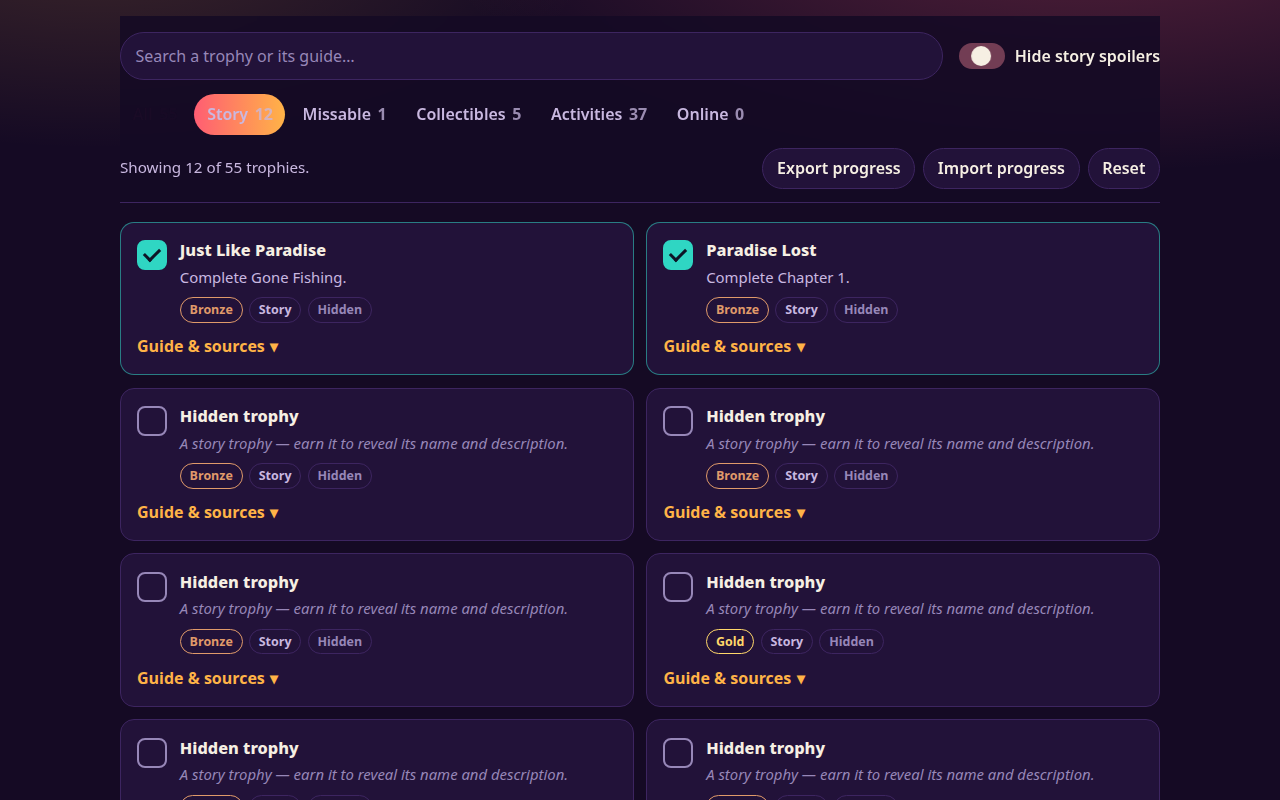 Search a trophy or its guide…
Hide story spoilers
Story 12 Missable 1 Collectibles 5 Activities 37 Online 0
Showing 12 of 55 trophies.
Export progress Import progress Reset
Just Like Paradise
Complete Gone Fishing.
Bronze Story Hidden
Guide & sources ▾
Paradise Lost
Complete Chapter 1.
Bronze Story Hidden
Guide & sources ▾
Hidden trophy
A story trophy — earn it to reveal its name and description.
Bronze Story Hidden
Guide & sources ▾
Hidden trophy
A story trophy — earn it to reveal its name and description.
Bronze Story Hidden
Guide & sources ▾
Hidden trophy
A story trophy — earn it to reveal its name and description.
Bronze Story Hidden
Guide & sources ▾
Hidden trophy
A story trophy — earn it to reveal its name and description.
Gold Story Hidden
Guide & sources ▾
Hidden trophy
A story trophy — earn it to reveal its name and description.
Hidden trophy
A story trophy — earn it to reveal its name and description.